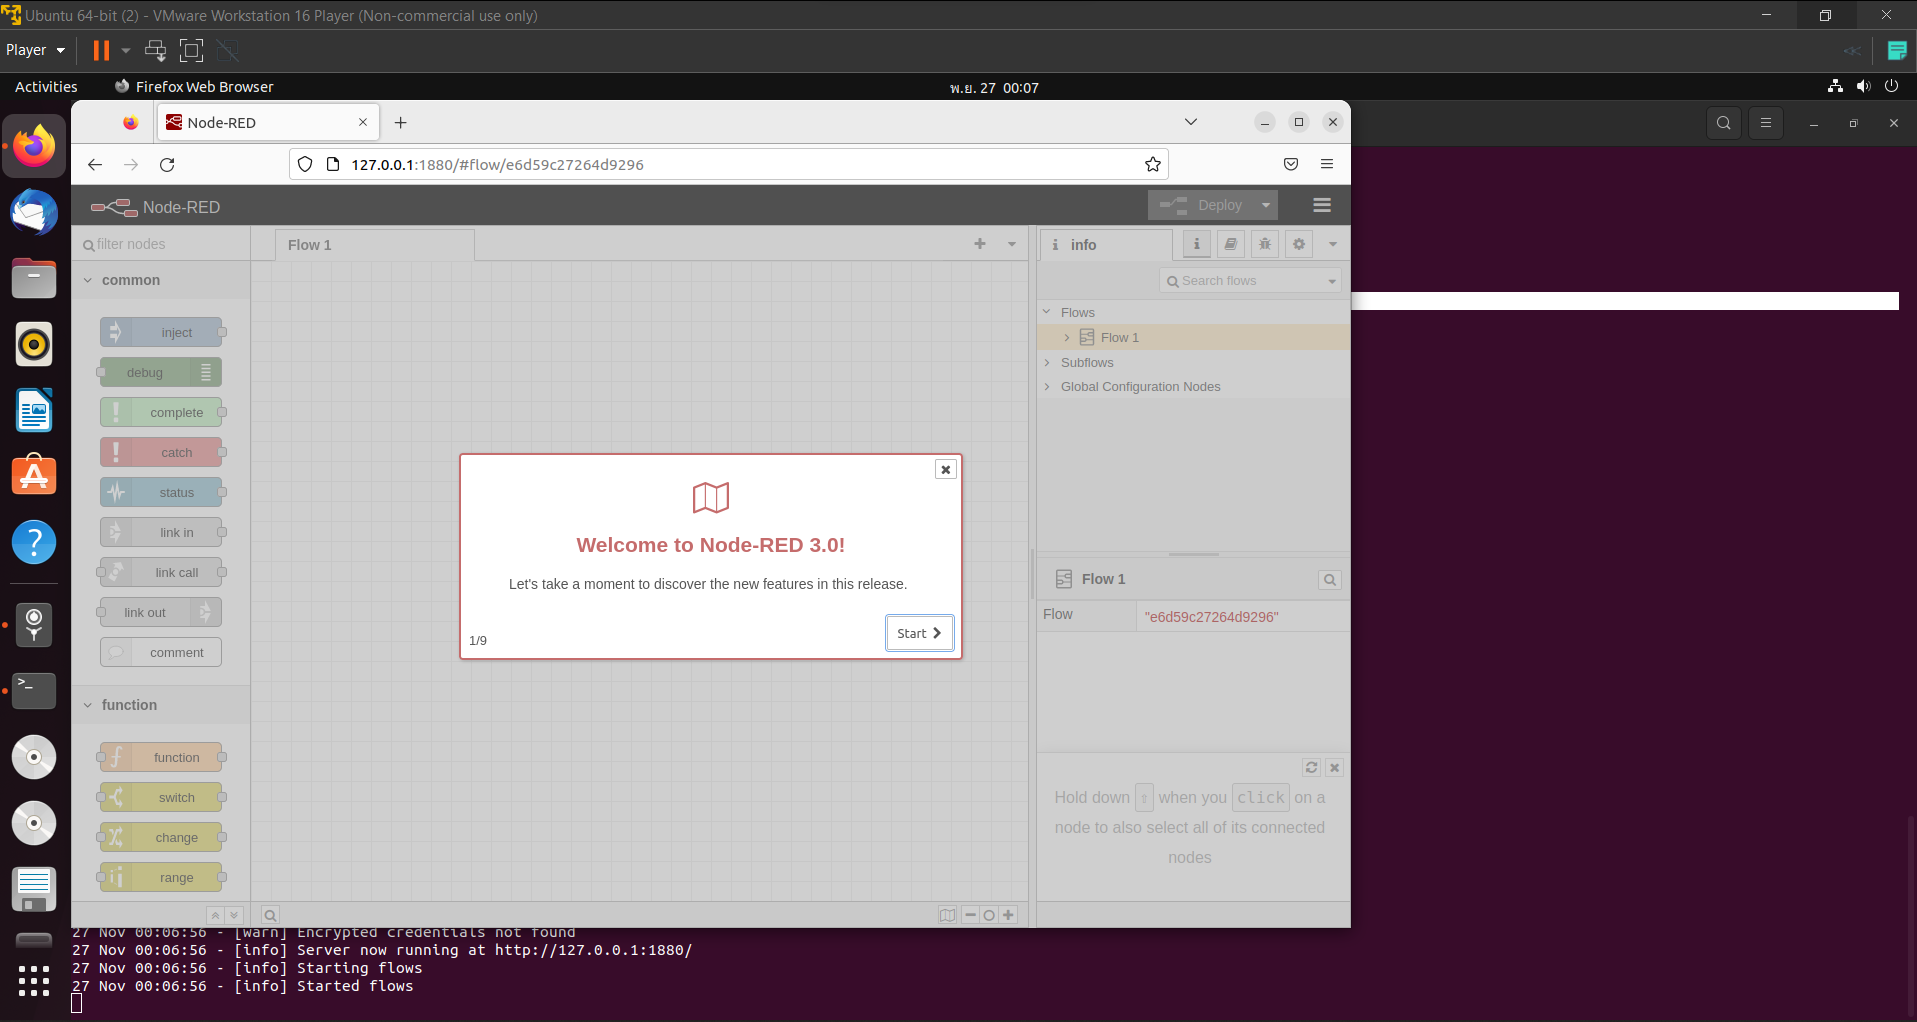 Ubuntu 64-bit (2) - VMware Workstation 16 Player (Non-commercial use only)
Player
Activities
Firefox Web Browser
พ.ย. 27 00:07
Node-RED
127.0.0.1:1880/#flow/e6d59c27264d9296
Node-RED
Deploy
filter nodes
Flow 1
info
Search flows
common
Flows
Flow 1
Subflows
Global Configuration Nodes
inject
debug
complete
catch
status
link in
link call
link out
comment
function
function
switch
change
range
Welcome to Node-RED 3.0!
Let's take a moment to discover the new features in this release.
1/9
Start
Flow 1
Flow
"e6d59c27264d9296"
Hold down ⇧ when you click on a
node to also select all of its connected
nodes
27 Nov 00:06:56 - [warn] Encrypted credentials not found
27 Nov 00:06:56 - [info] Server now running at http://127.0.0.1:1880/
27 Nov 00:06:56 - [info] Starting flows
27 Nov 00:06:56 - [info] Started flows